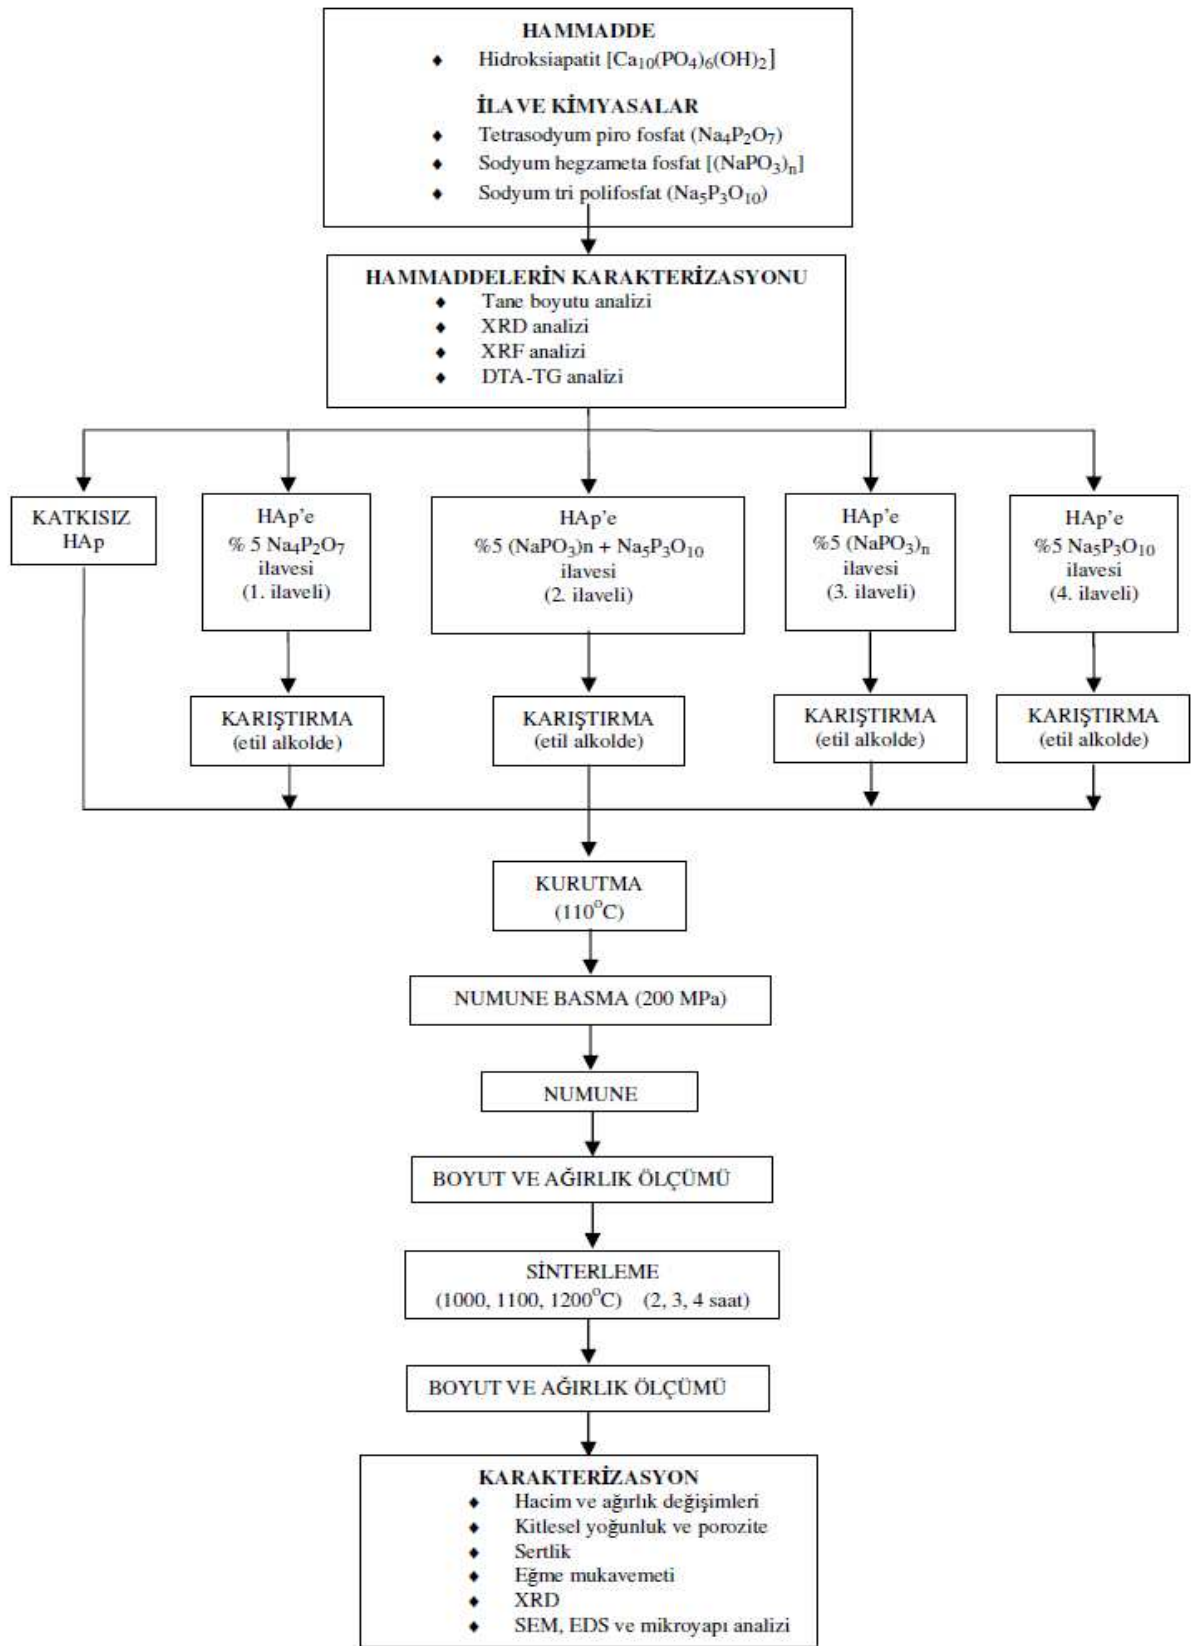 HAMMADDE
♦ Hidroksiapatit [Ca₁₀(PO₄)₆(OH)₂]
İLAVE KİMYASALAR
♦ Tetrasodyum piro fosfat (Na₄P₂O₇)
♦ Sodyum hegzameta fosfat [(NaPO₃)ₙ]
♦ Sodyum tri polifosfat (Na₅P₃O₁₀)
HAMMADDELERİN KARAKTERİZASYONU
♦ Tane boyutu analizi
♦ XRD analizi
♦ XRF analizi
♦ DTA-TG analizi
KATKISIZ
HAp
HAp'e
% 5 Na₄P₂O₇
ilavesi
(1. ilaveli)
HAp'e
%5 (NaPO₃)n + Na₅P₃O₁₀
ilavesi
(2. ilaveli)
HAp'e
%5 (NaPO₃)ₙ
ilavesi
(3. ilaveli)
HAp'e
%5 Na₅P₃O₁₀
ilavesi
(4. ilaveli)
KARIŞTIRMA
(etil alkolde)
KARIŞTIRMA
(etil alkolde)
KARIŞTIRMA
(etil alkolde)
KARIŞTIRMA
(etil alkolde)
KURUTMA
(110°C)
NUMUNE BASMA (200 MPa)
NUMUNE
BOYUT VE AĞIRLIK ÖLÇÜMÜ
SİNTERLEME
(1000, 1100, 1200°C) (2, 3, 4 saat)
BOYUT VE AĞIRLIK ÖLÇÜMÜ
KARAKTERİZASYON
♦ Hacim ve ağırlık değişimleri
♦ Kitlesel yoğunluk ve porozite
♦ Sertlik
♦ Eğme mukavemeti
♦ XRD
♦ SEM, EDS ve mikroyapı analizi